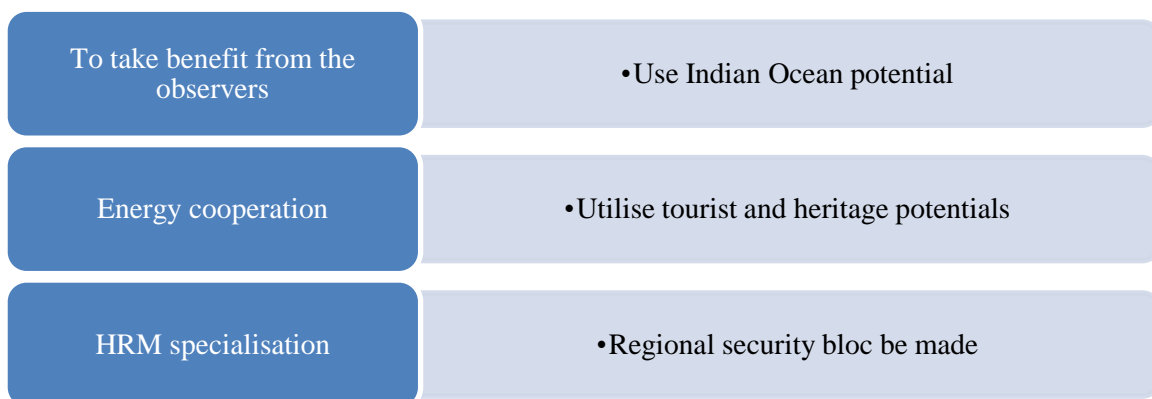 To take benefit from the
observers
•Use Indian Ocean potential
Energy cooperation
•Utilise tourist and heritage potentials
HRM specialisation
•Regional security bloc be made